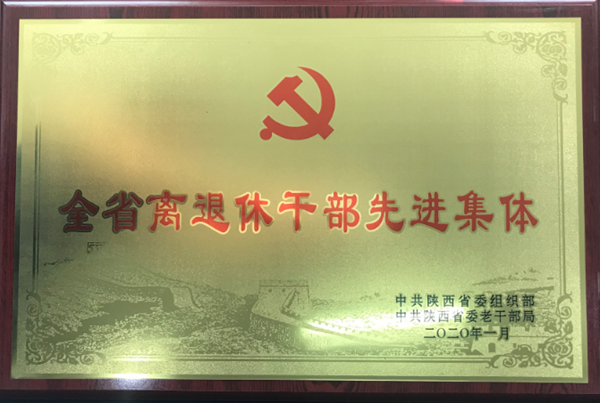 全省离退休干部先进集体
中共陕西省委组织部
中共陕西省委老干部局
二〇二〇年一月